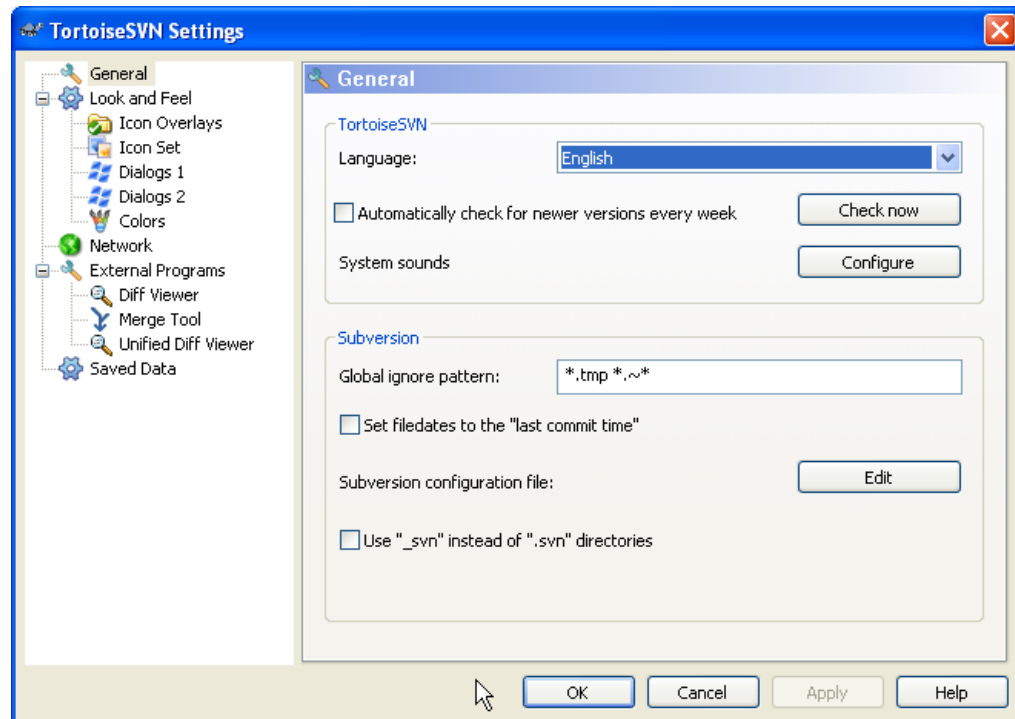 TortoiseSVN Settings
General
Look and Feel
Icon Overlays
Icon Set
Dialogs 1
Dialogs 2
Colors
Network
External Programs
Diff Viewer
Merge Tool
Unified Diff Viewer
Saved Data
General
TortoiseSVN
Language: English
Automatically check for newer versions every week Check now
System sounds Configure
Subversion
Global ignore pattern: *.tmp *.~*
Set filedates to the "last commit time"
Subversion configuration file: Edit
Use "_svn" instead of ".svn" directories
OK Cancel Apply Help